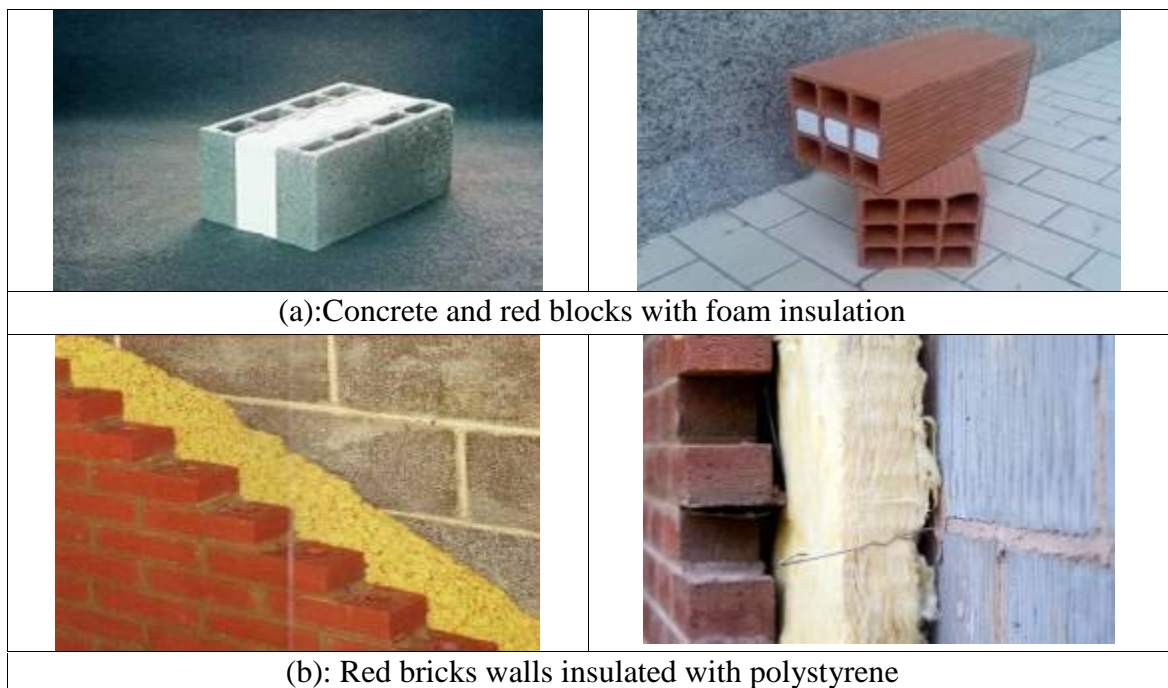 (a):Concrete and red blocks with foam insulation
(b): Red bricks walls insulated with polystyrene